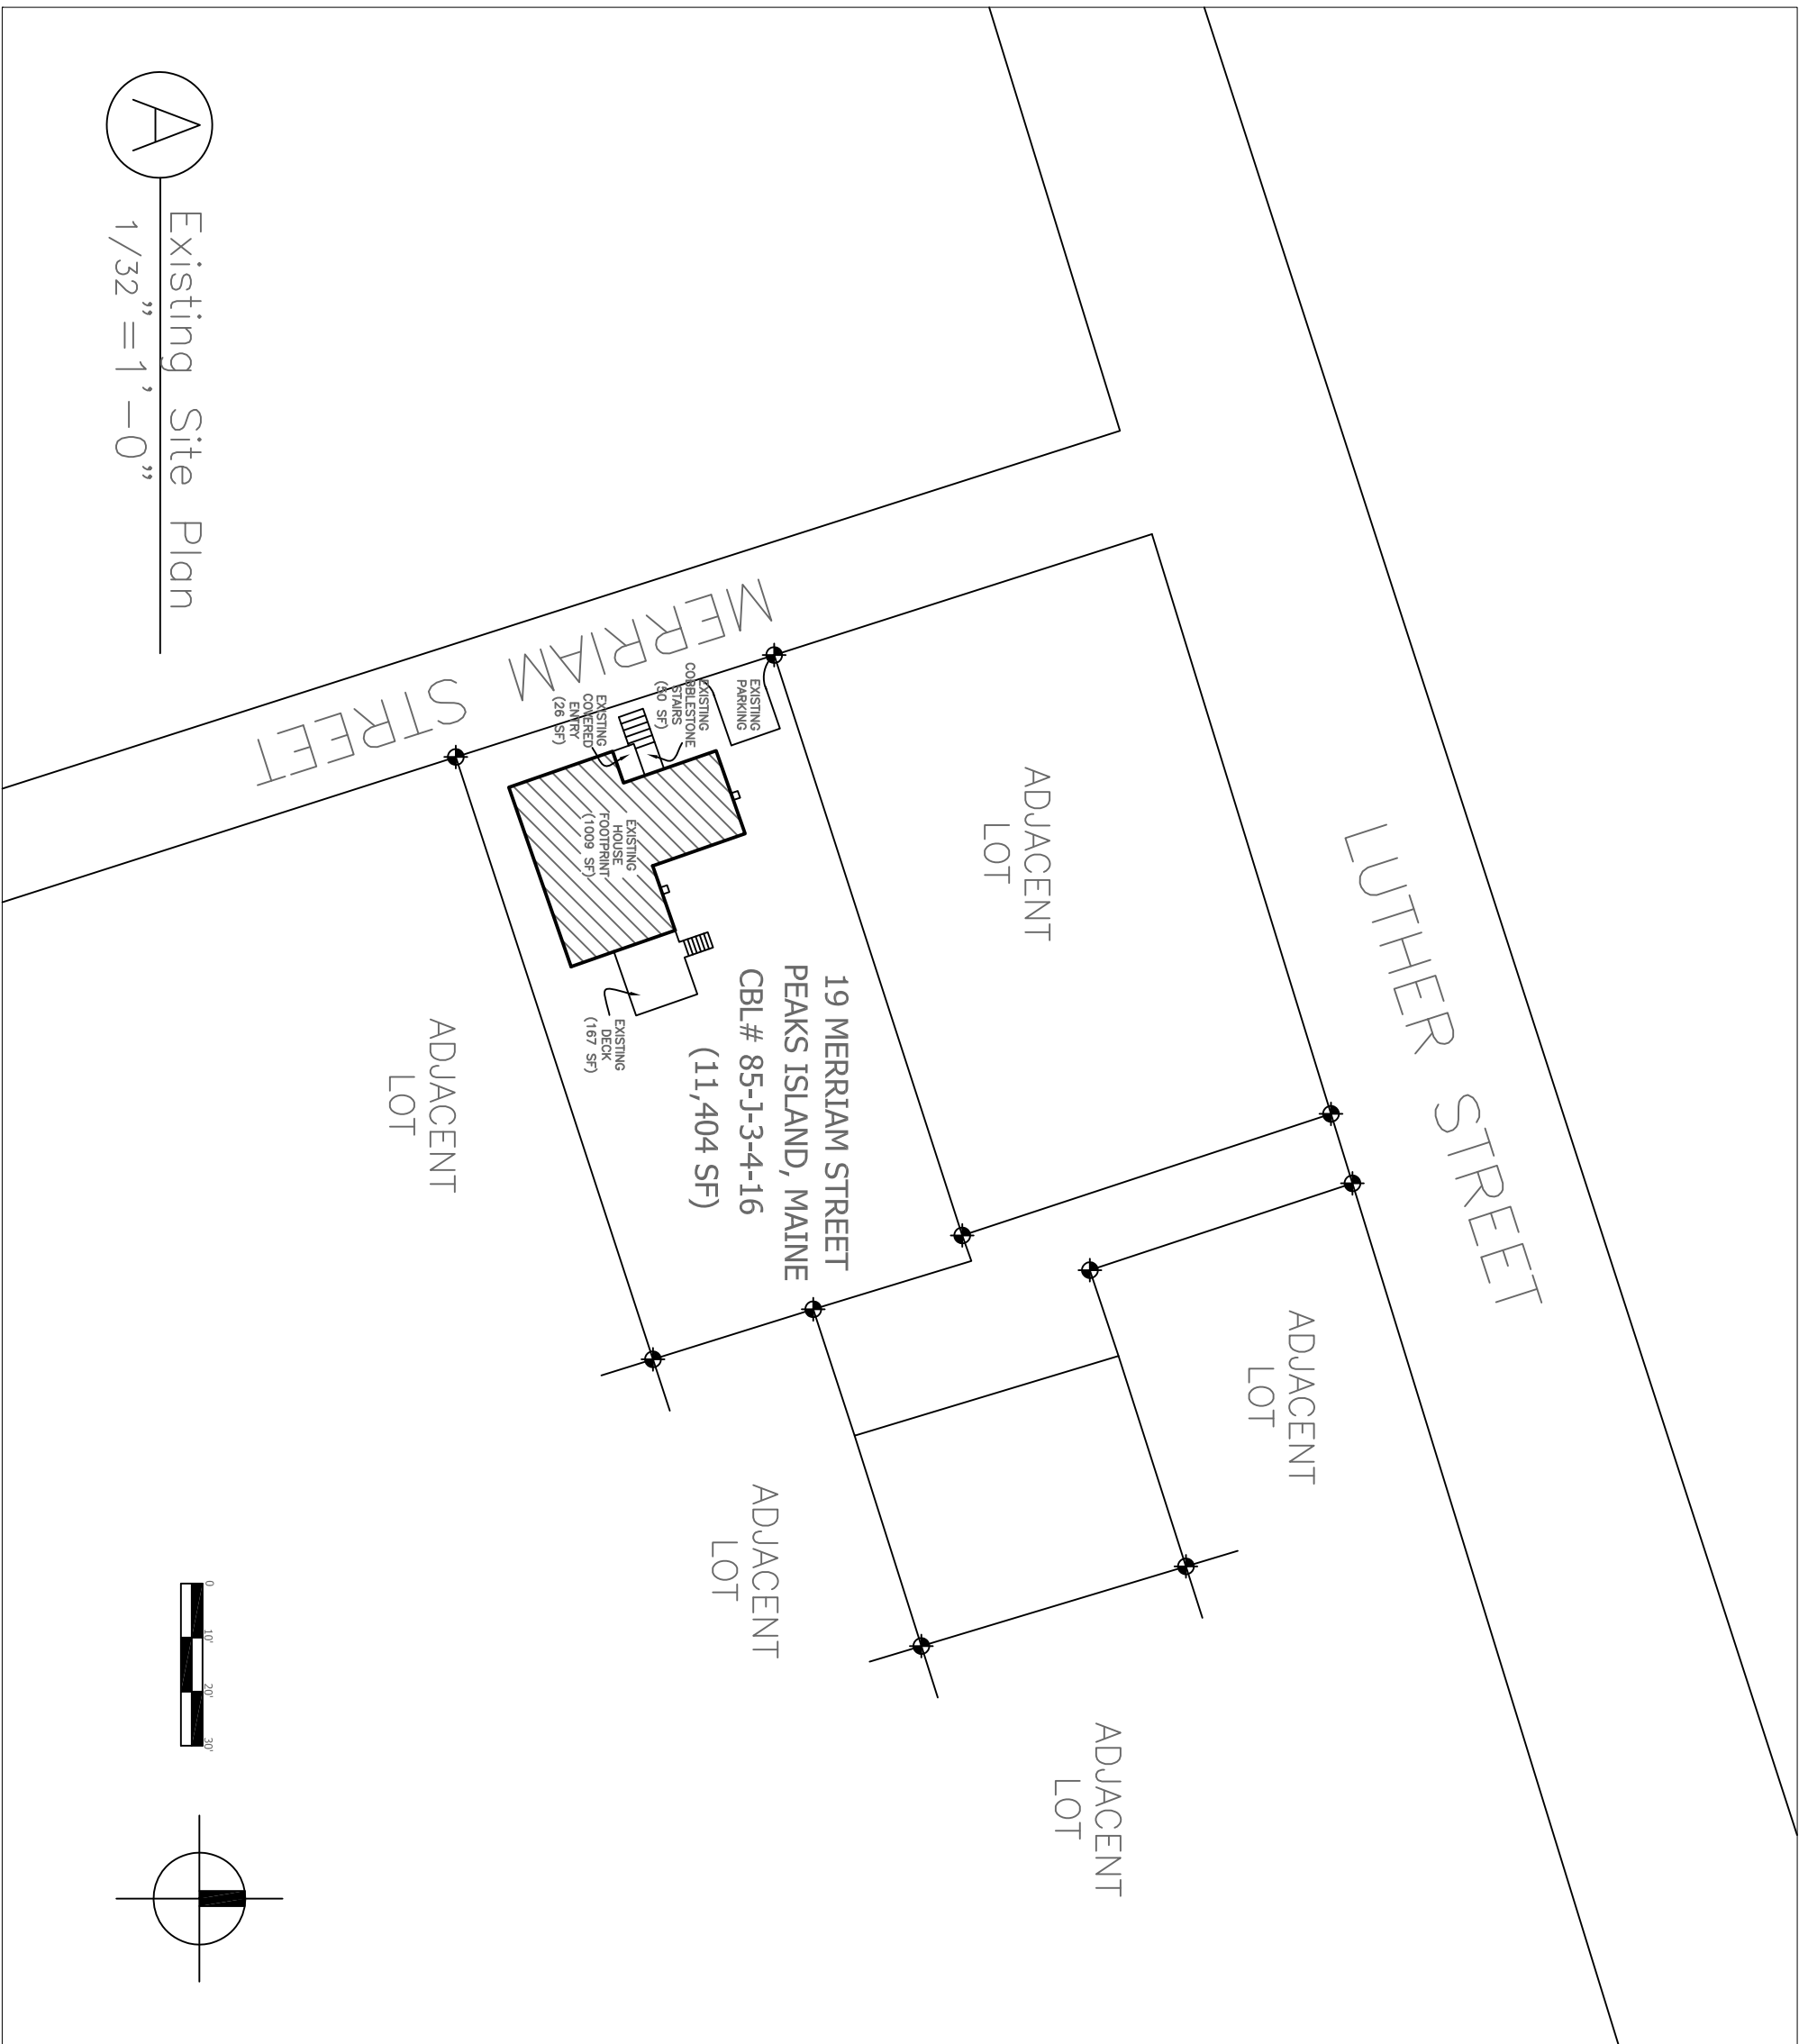 LUTHER STREET
ADJACENT
LOT
ADJACENT
LOT
ADJACENT
LOT
MERRIAM STREET
EXISTING
PARKING
EXISTING
COBBLESTONE
STAIRS
(50 SF)
EXISTING
COVERED
ENTRY
(26 SF)
EXISTING
HOUSE
FOOTPRINT
(1009 SF)
EXISTING
DECK
(167 SF)
19 MERRIAM STREET
PEAKS ISLAND, MAINE
CBL# 85-J-3-4-16
(11,404 SF)
ADJACENT
LOT
ADJACENT
LOT
A
Existing Site Plan
1/32"=1'-0"
0 10' 20' 30'